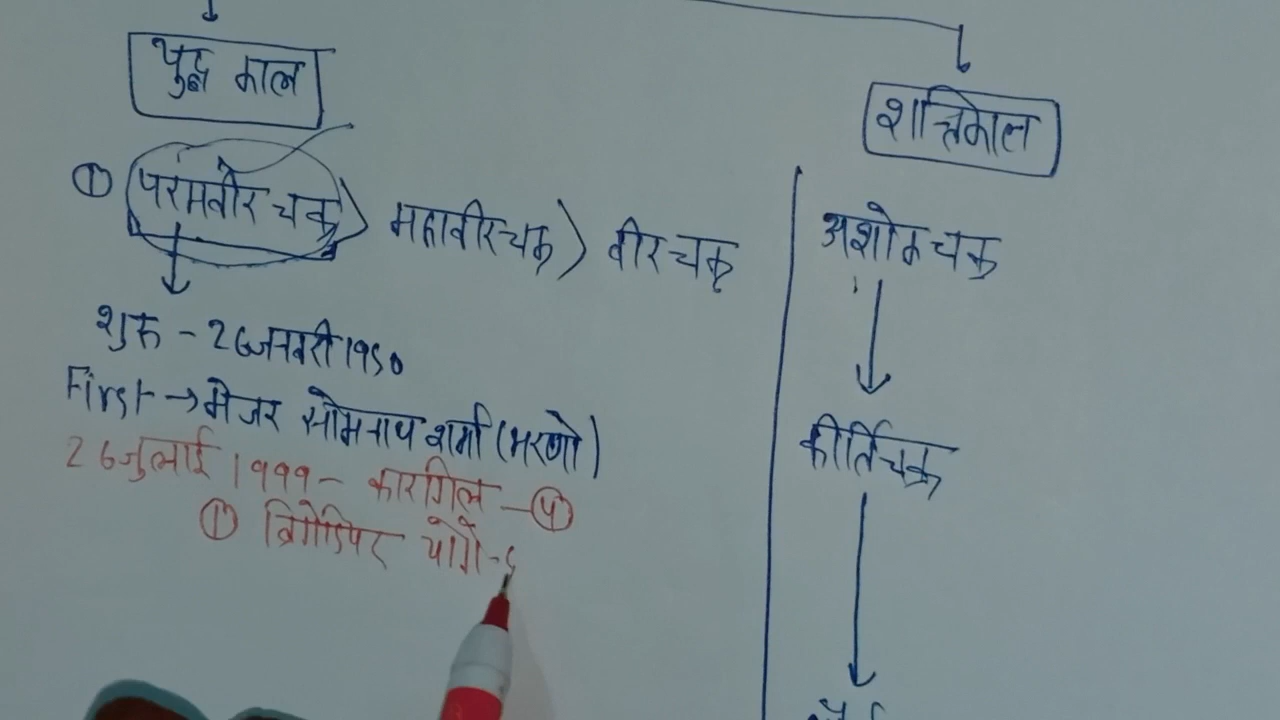 युद्ध काल
① परमवीर चक्र > महावीर चक्र > वीर चक्र
शुरू - 26 जनवरी 1950
First → मेजर सोमनाथ शर्मा (मरणो)
26 जुलाई 1999 - कारगिल - ④
① ब्रिगेडियर योगे
शान्तिकाल
अशोक चक्र
कीर्ति चक्र